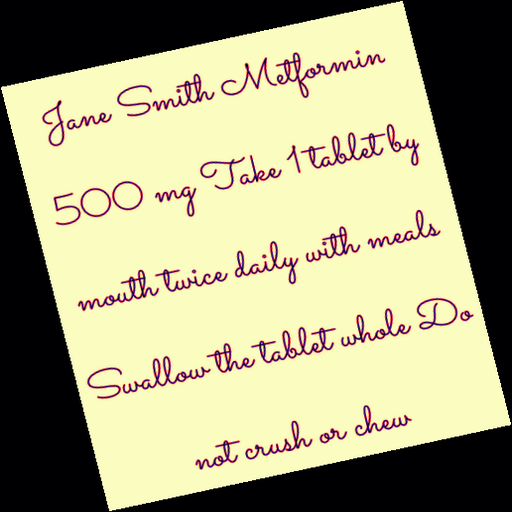 Jane Smith Metformin
500 mg Take 1 tablet by
mouth twice daily with meals
Swallow the tablet whole Do
not crush or chew